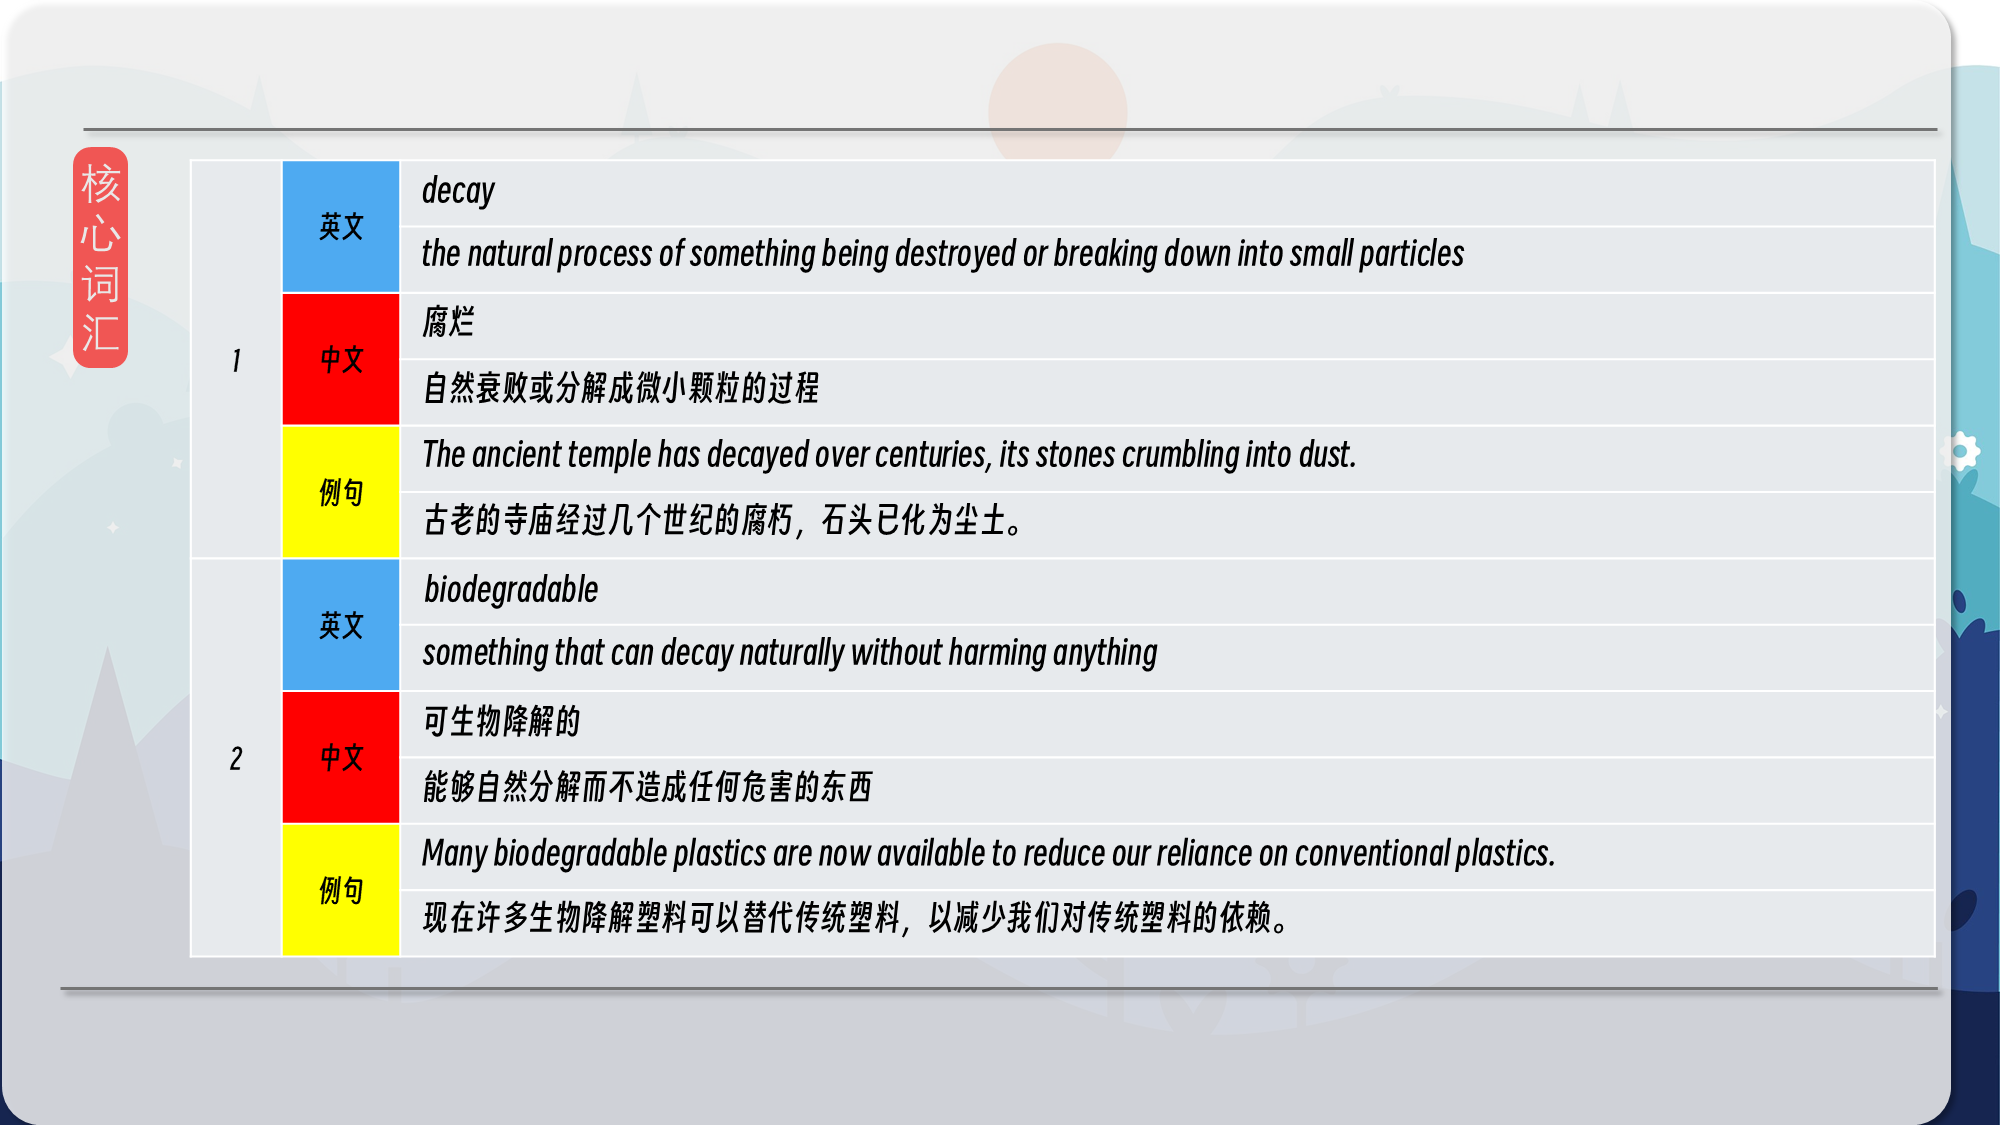 核
心
词
汇
1
英文
decay
the natural process of something being destroyed or breaking down into small particles
中文
腐烂
自然衰败或分解成微小颗粒的过程
例句
The ancient temple has decayed over centuries, its stones crumbling into dust.
古老的寺庙经过几个世纪的腐朽，石头已化为尘土。
2
英文
biodegradable
something that can decay naturally without harming anything
中文
可生物降解的
能够自然分解而不造成任何危害的东西
例句
Many biodegradable plastics are now available to reduce our reliance on conventional plastics.
现在许多生物降解塑料可以替代传统塑料，以减少我们对传统塑料的依赖。